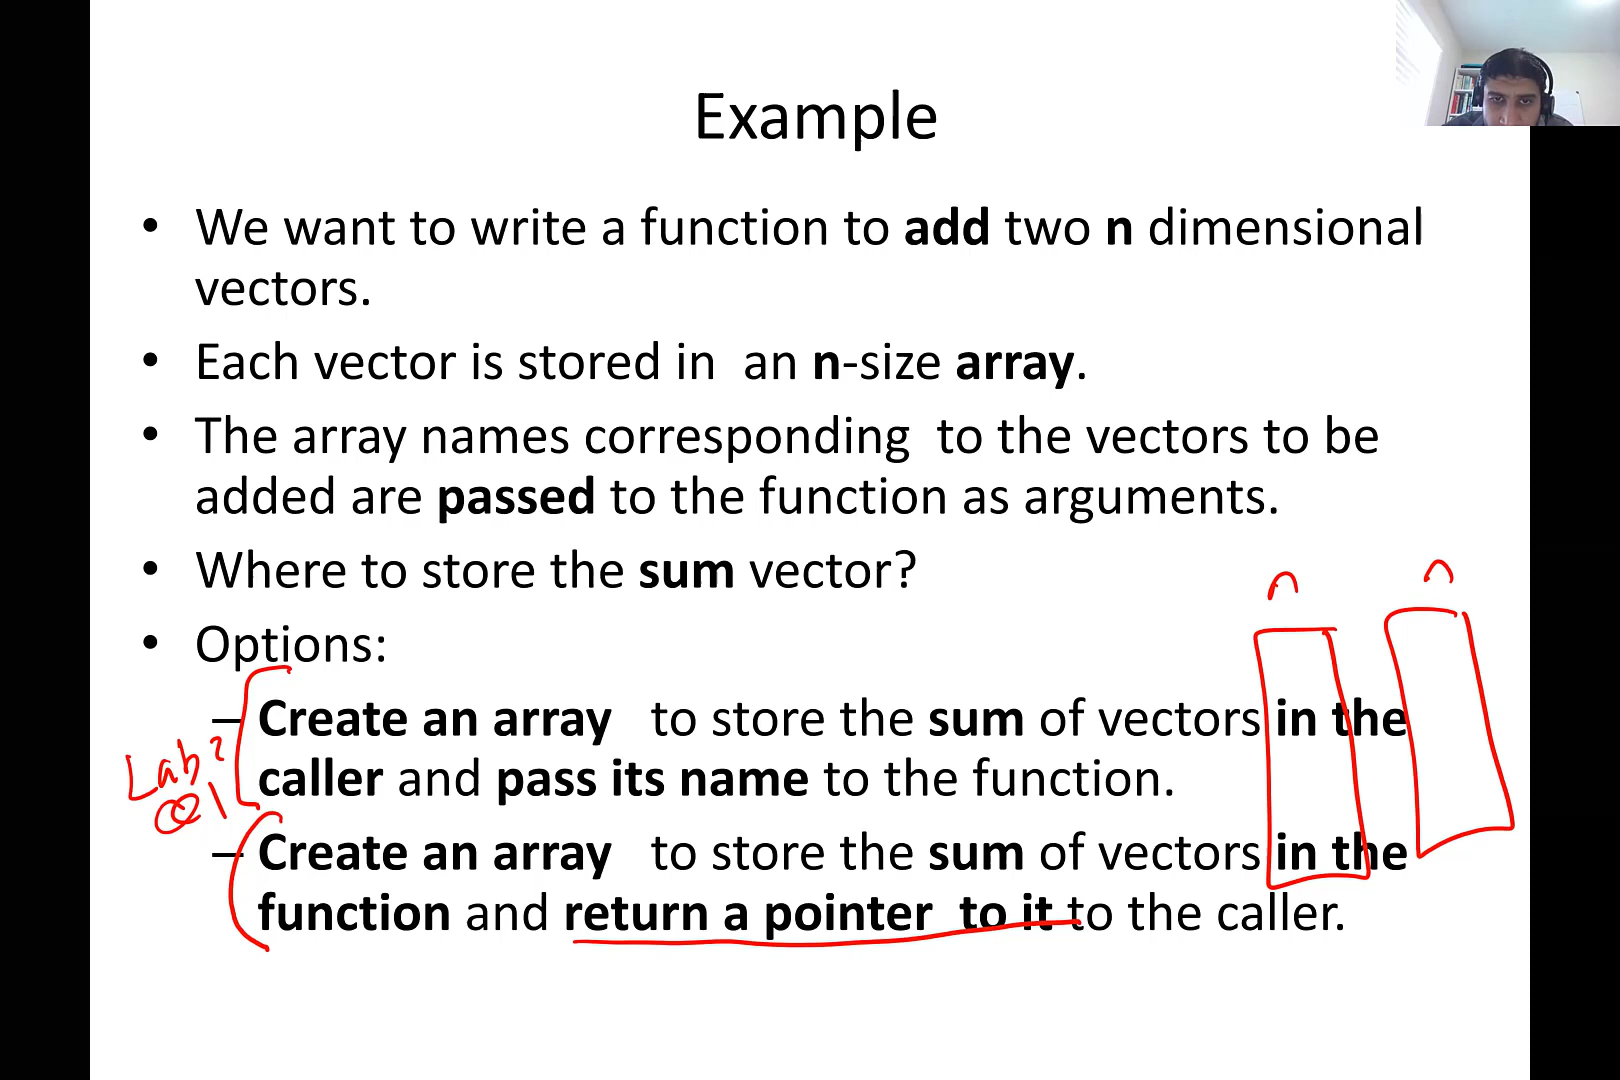 Example
• We want to write a function to add two n dimensional
vectors.
• Each vector is stored in an n-size array.
• The array names corresponding to the vectors to be
added are passed to the function as arguments.
• Where to store the sum vector?
n n
• Options:
– Create an array to store the sum of vectors in the
caller and pass its name to the function.
Lab 2
– Create an array to store the sum of vectors in the
function and return a pointer to it to the caller.